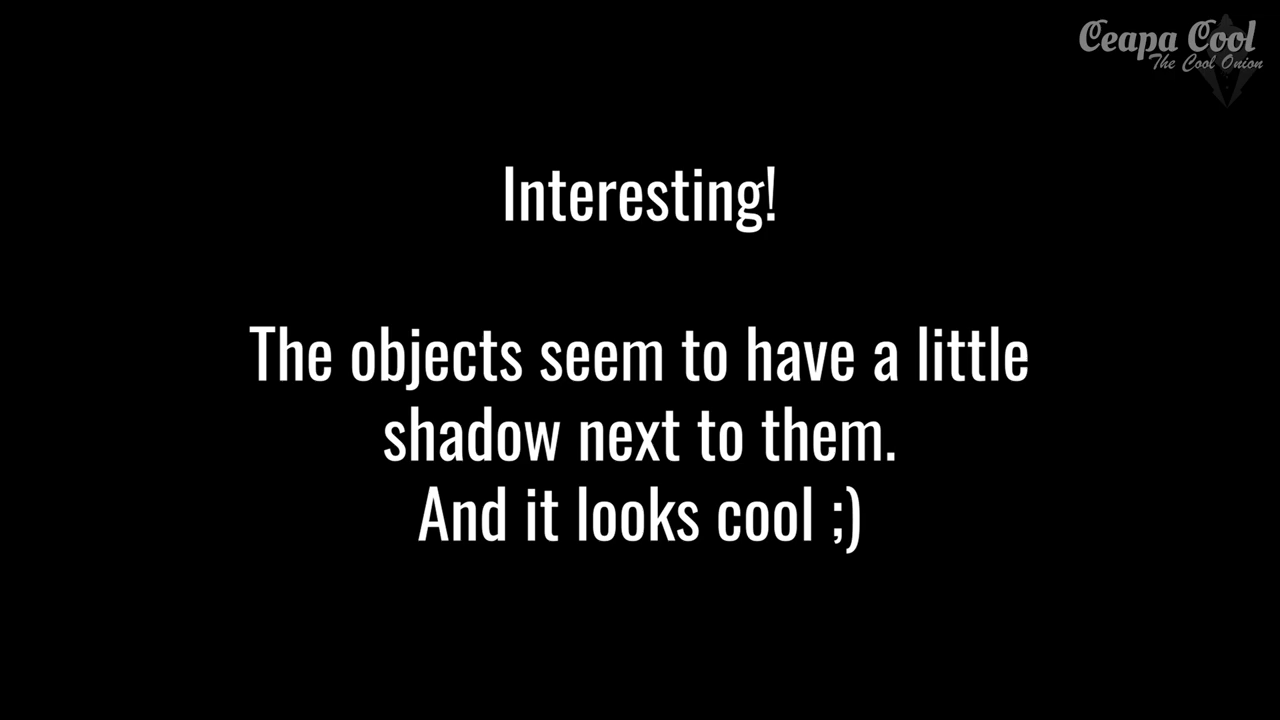 Ceapa Cool
The Cool Onion
Interesting!
The objects seem to have a little
shadow next to them.
And it looks cool ;)